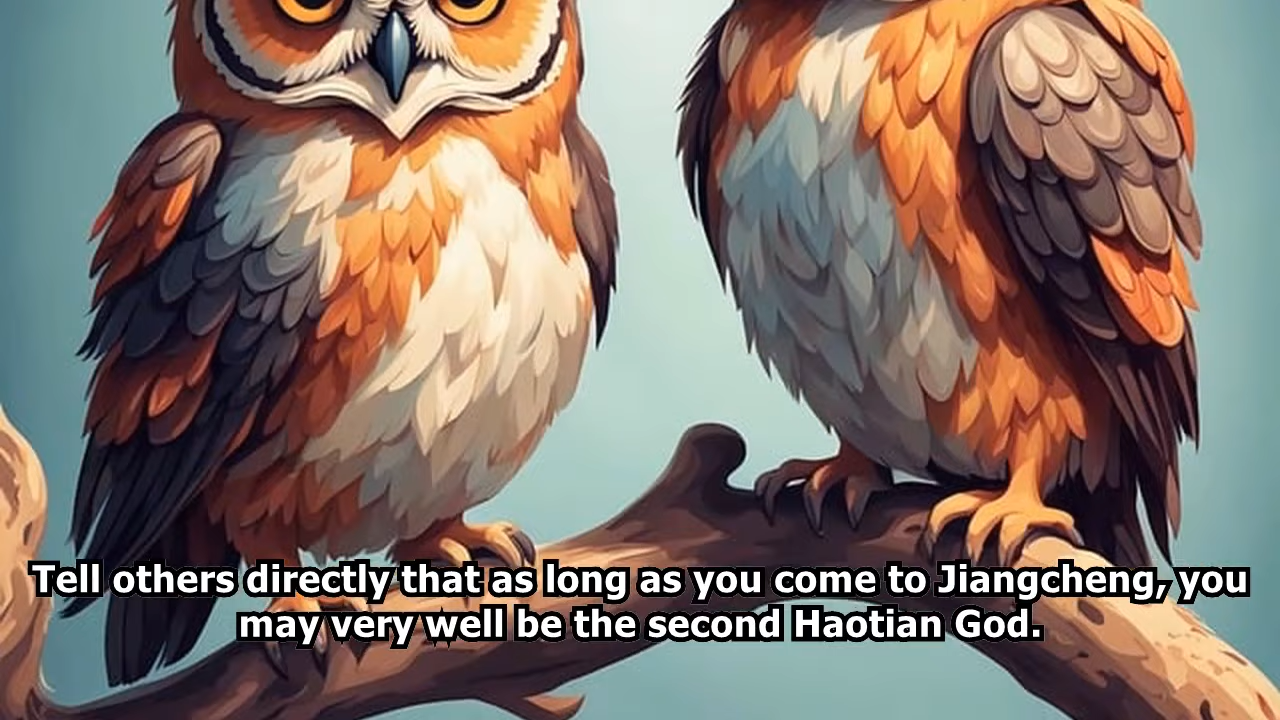 Tell others directly that as long as you come to Jiangcheng, you
may very well be the second Haotian God.